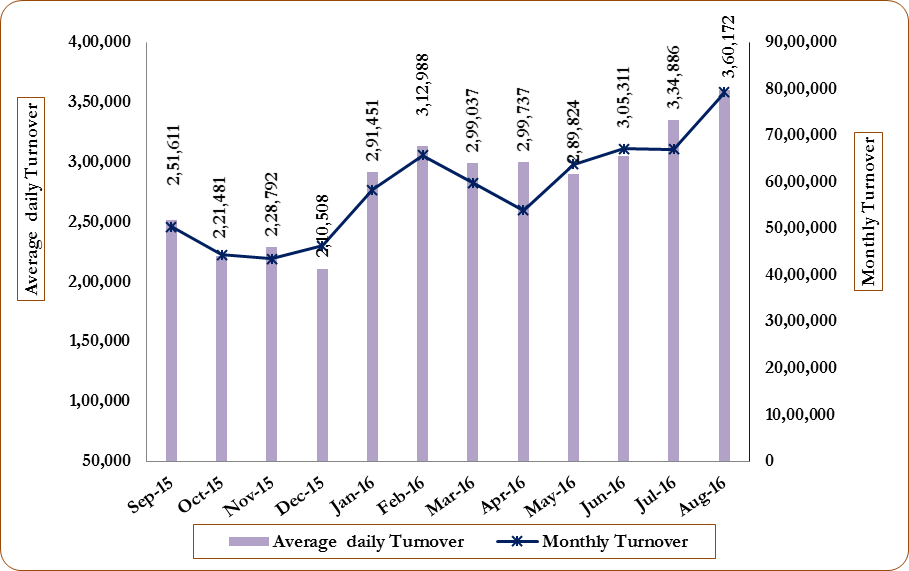 4,00,000
3,50,000
3,00,000
2,50,000
2,00,000
1,50,000
1,00,000
50,000
Average daily Turnover
2,51,611
2,21,481
2,28,792
2,10,508
2,91,451
3,12,988
2,99,037
2,99,737
2,89,824
3,05,311
3,34,886
3,60,172
90,00,000
80,00,000
70,00,000
60,00,000
50,00,000
40,00,000
30,00,000
20,00,000
10,00,000
0
Monthly Turnover
Sep-15
Oct-15
Nov-15
Dec-15
Jan-16
Feb-16
Mar-16
Apr-16
May-16
Jun-16
Jul-16
Aug-16
Average daily Turnover
Monthly Turnover